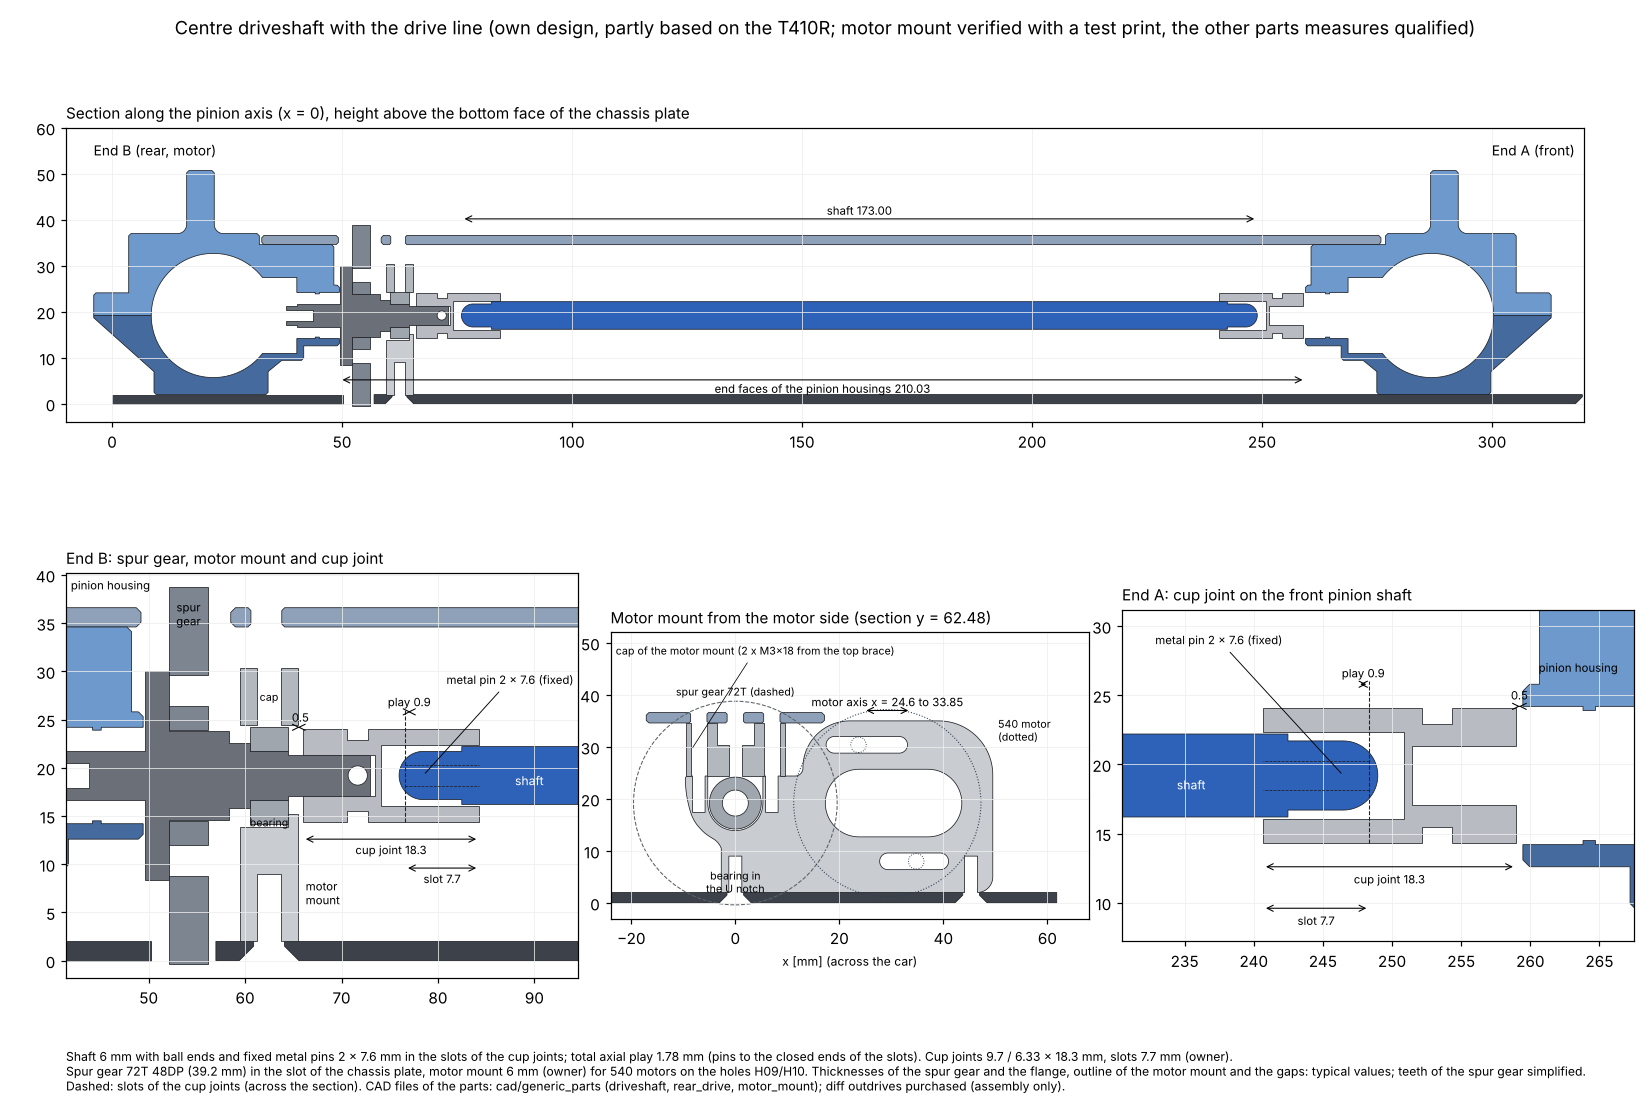 Centre driveshaft with the drive line (own design, partly based on the T410R; motor mount verified with a test print, the other parts measures qualified)
Section along the pinion axis (x = 0), height above the bottom face of the chassis plate
60
50
40
30
20
10
0
End B (rear, motor)
End A (front)
shaft 173.00
end faces of the pinion housings 210.03
0
50
100
150
200
250
300
End B: spur gear, motor mount and cup joint
40
35
30
25
20
15
10
5
0
pinion housing
spur
gear
cap
0.5
play 0.9
metal pin 2 × 7.6 (fixed)
shaft
bearing
cup joint 18.3
slot 7.7
motor
mount
50
60
70
80
90
Motor mount from the motor side (section y = 62.48)
50
40
30
20
10
0
cap of the motor mount (2 x M3×18 from the top brace)
spur gear 72T (dashed)
motor axis x = 24.6 to 33.85
540 motor
(dotted)
bearing in
the U notch
−20
0
20
40
60
x [mm] (across the car)
End A: cup joint on the front pinion shaft
30
25
20
15
10
metal pin 2 × 7.6 (fixed)
play 0.9
pinion housing
0.5
shaft
cup joint 18.3
slot 7.7
235
240
245
250
255
260
265
Shaft 6 mm with ball ends and fixed metal pins 2 × 7.6 mm in the slots of the cup joints; total axial play 1.78 mm (pins to the closed ends of the slots). Cup joints 9.7 / 6.33 × 18.3 mm, slots 7.7 mm (owner).
Spur gear 72T 48DP (39.2 mm) in the slot of the chassis plate, motor mount 6 mm (owner) for 540 motors on the holes H09/H10. Thicknesses of the spur gear and the flange, outline of the motor mount and the gaps: typical values; teeth of the spur gear simplified.
Dashed: slots of the cup joints (across the section). CAD files of the parts: cad/generic_parts (driveshaft, rear_drive, motor_mount); diff outdrives purchased (assembly only).